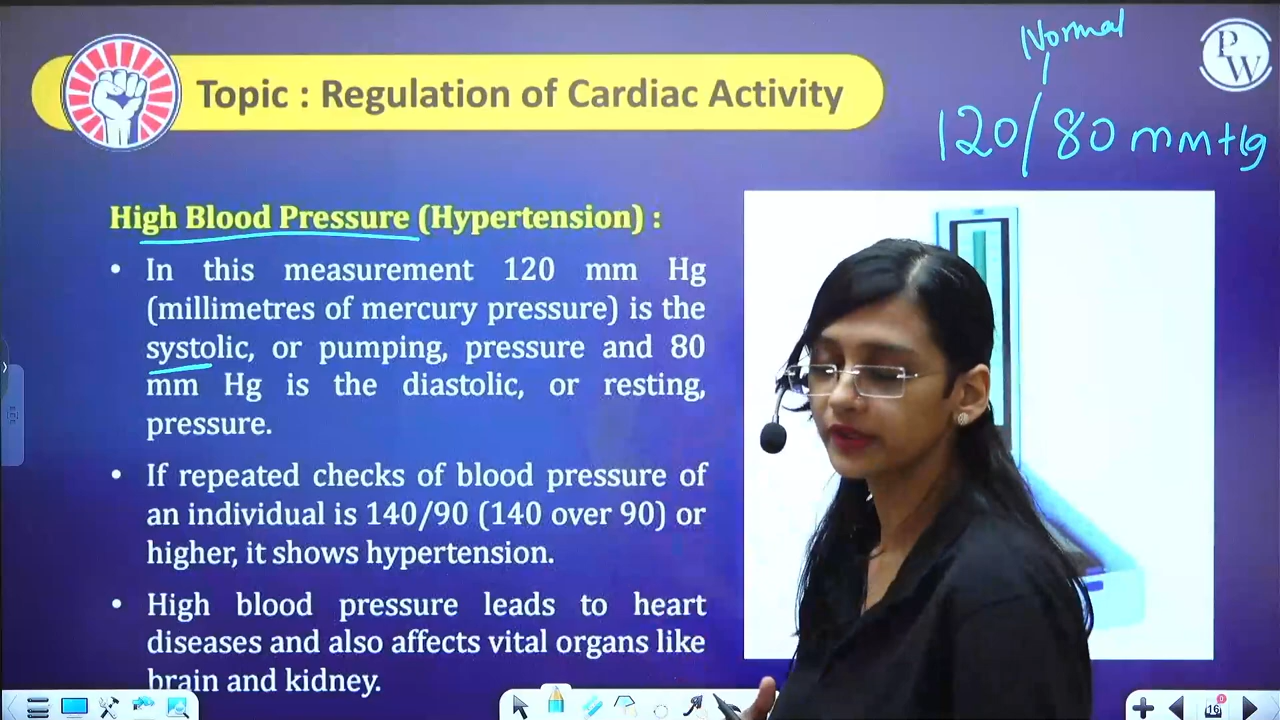 Normal
PW
Topic : Regulation of Cardiac Activity
120/80 mmHg
High Blood Pressure (Hypertension) :
• In this measurement 120 mm Hg
(millimetres of mercury pressure) is the
systolic, or pumping, pressure and 80
mm Hg is the diastolic, or resting,
pressure.
• If repeated checks of blood pressure of
an individual is 140/90 (140 over 90) or
higher, it shows hypertension.
• High blood pressure leads to heart
diseases and also affects vital organs like
brain and kidney.
16